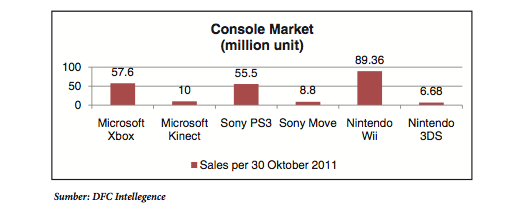 Console Market
(million unit)
89.36
57.6
55.5
10
8.8
6.68
100
50
0
Microsoft Xbox
Microsoft Kinect
Sony PS3
Sony Move
Nintendo Wii
Nintendo 3DS
Sales per 30 Oktober 2011
Sumber: DFC Intellegence